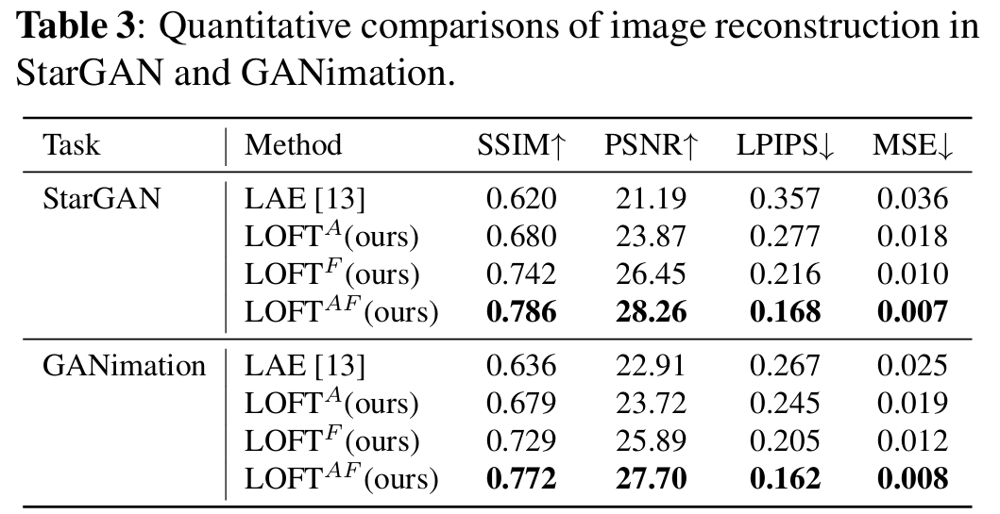 Table 3: Quantitative comparisons of image reconstruction in
StarGAN and GANimation.
Task Method SSIM↑ PSNR↑ LPIPS↓ MSE↓
StarGAN LAE [13] 0.620 21.19 0.357 0.036
LOFT^A(ours) 0.680 23.87 0.277 0.018
LOFT^F(ours) 0.742 26.45 0.216 0.010
LOFT^AF(ours) 0.786 28.26 0.168 0.007
GANimation LAE [13] 0.636 22.91 0.267 0.025
LOFT^A(ours) 0.679 23.72 0.245 0.019
LOFT^F(ours) 0.729 25.89 0.205 0.012
LOFT^AF(ours) 0.772 27.70 0.162 0.008